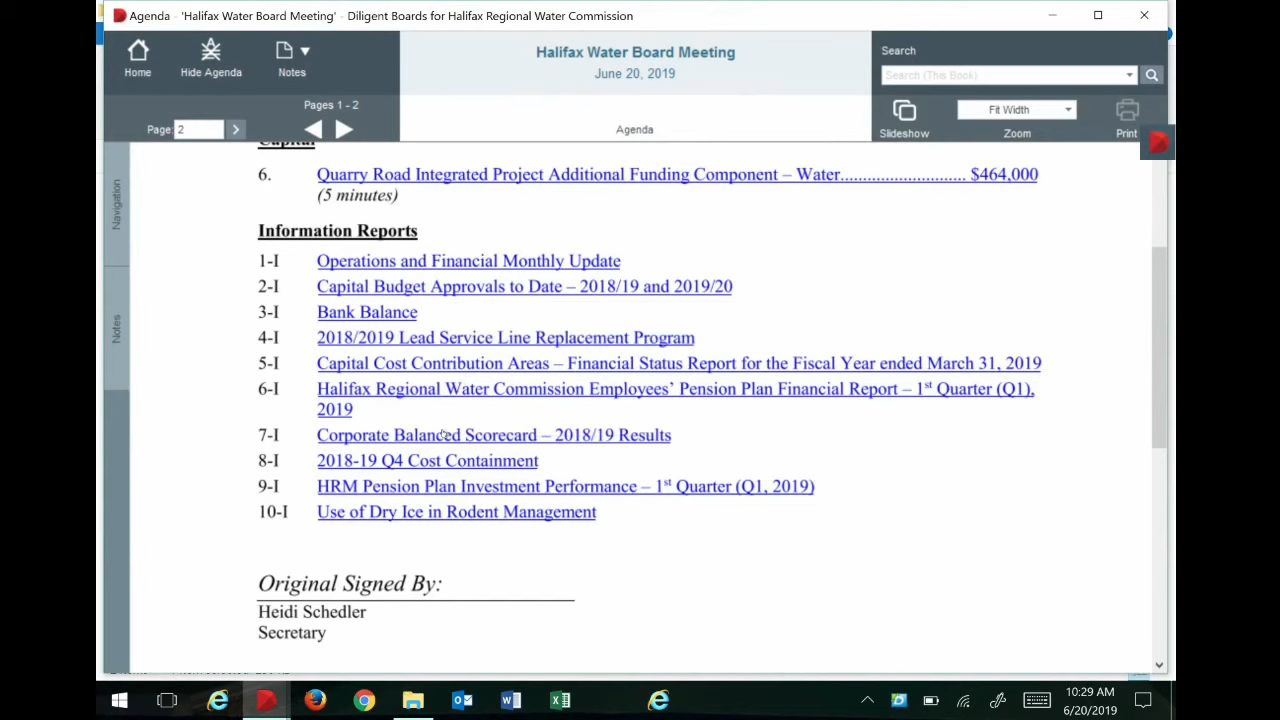 Agenda - 'Halifax Water Board Meeting' - Diligent Boards for Halifax Regional Water Commission
Home
Hide Agenda
Notes
Halifax Water Board Meeting
June 20, 2019
Search
Search (This Book)
Pages 1 - 2
Page: 2
Agenda
Slideshow
Fit Width
Zoom
Print
Navigation
Notes
Capital
6. Quarry Road Integrated Project Additional Funding Component – Water........................... $464,000
(5 minutes)
Information Reports
1-I Operations and Financial Monthly Update
2-I Capital Budget Approvals to Date – 2018/19 and 2019/20
3-I Bank Balance
4-I 2018/2019 Lead Service Line Replacement Program
5-I Capital Cost Contribution Areas – Financial Status Report for the Fiscal Year ended March 31, 2019
6-I Halifax Regional Water Commission Employees' Pension Plan Financial Report – 1st Quarter (Q1),
2019
7-I Corporate Balanced Scorecard – 2018/19 Results
8-I 2018-19 Q4 Cost Containment
9-I HRM Pension Plan Investment Performance – 1st Quarter (Q1, 2019)
10-I Use of Dry Ice in Rodent Management
Original Signed By:
Heidi Schedler
Secretary
10:29 AM
6/20/2019